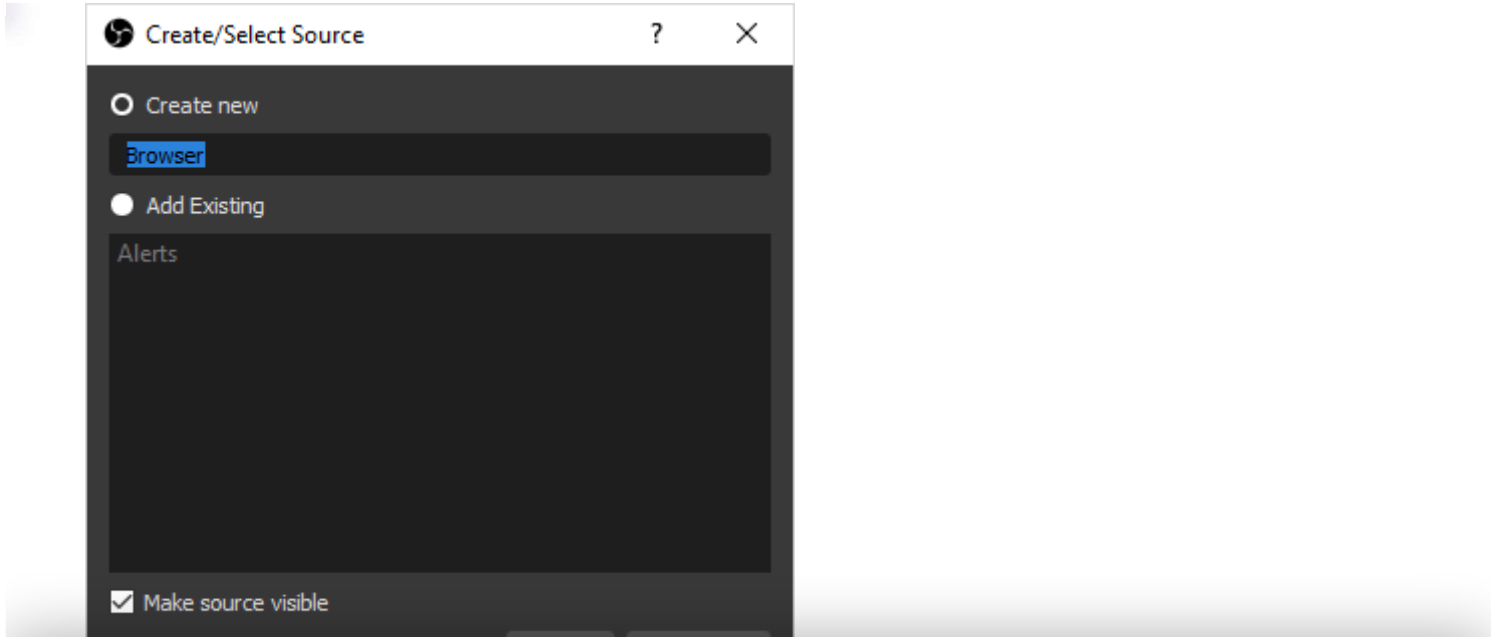 Create/Select Source
?
Create new
Browser
Add Existing
Alerts
Make source visible